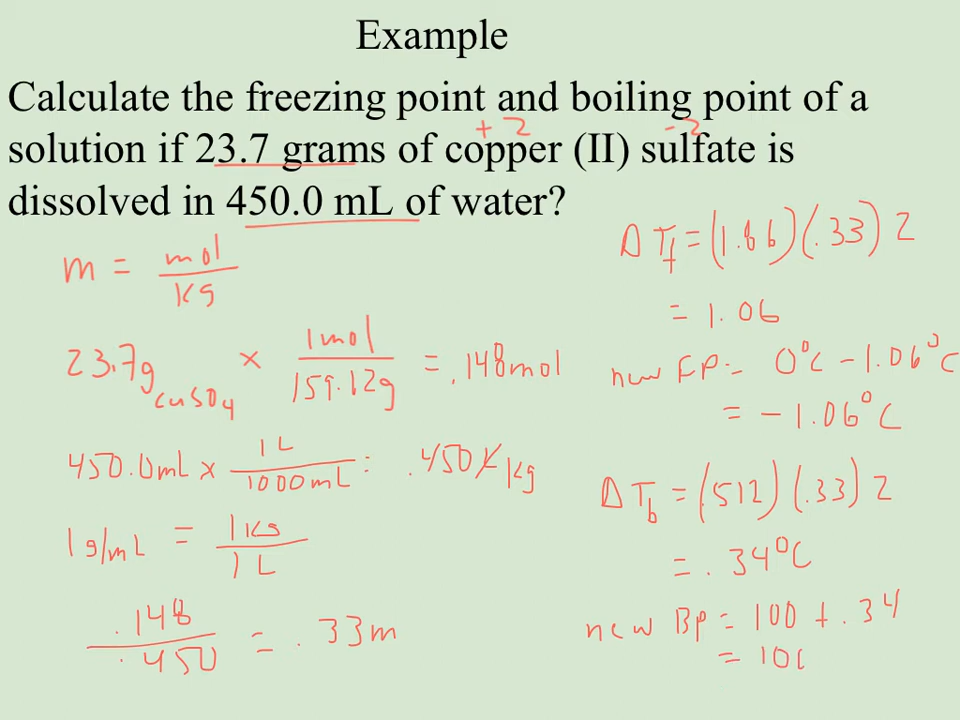 Example
Calculate the freezing point and boiling point of a
solution if 23.7 grams of copper (II) sulfate is
+2 -2
dissolved in 450.0 mL of water?
m = mol / kg
23.7g CuSO4 x 1mol / 159.62g = .148mol
450.0mL x 1L / 1000mL = .450 L kg
1g/mL = 1kg / 1L
.148 / .450 = .33m
ΔTf = (1.86)(.33) 2
= 1.06
new FP = 0°C - 1.06°C
= -1.06°C
ΔTb = (.512)(.33) 2
= .34°C
new BP = 100 + .34
= 100